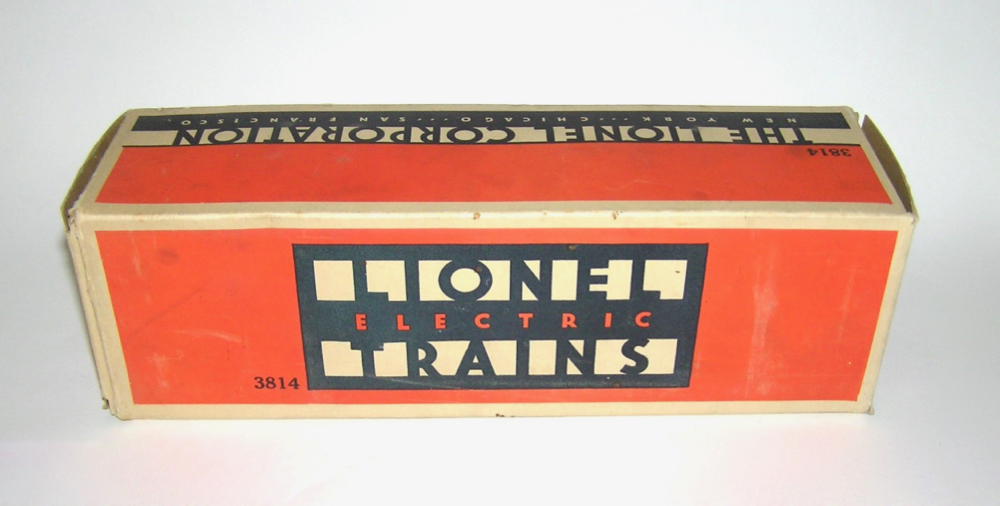 THE LIONEL CORPORATION
NEW YORK...CHICAGO...SAN FRANCISCO
3814
LIONEL
ELECTRIC
TRAINS
3814